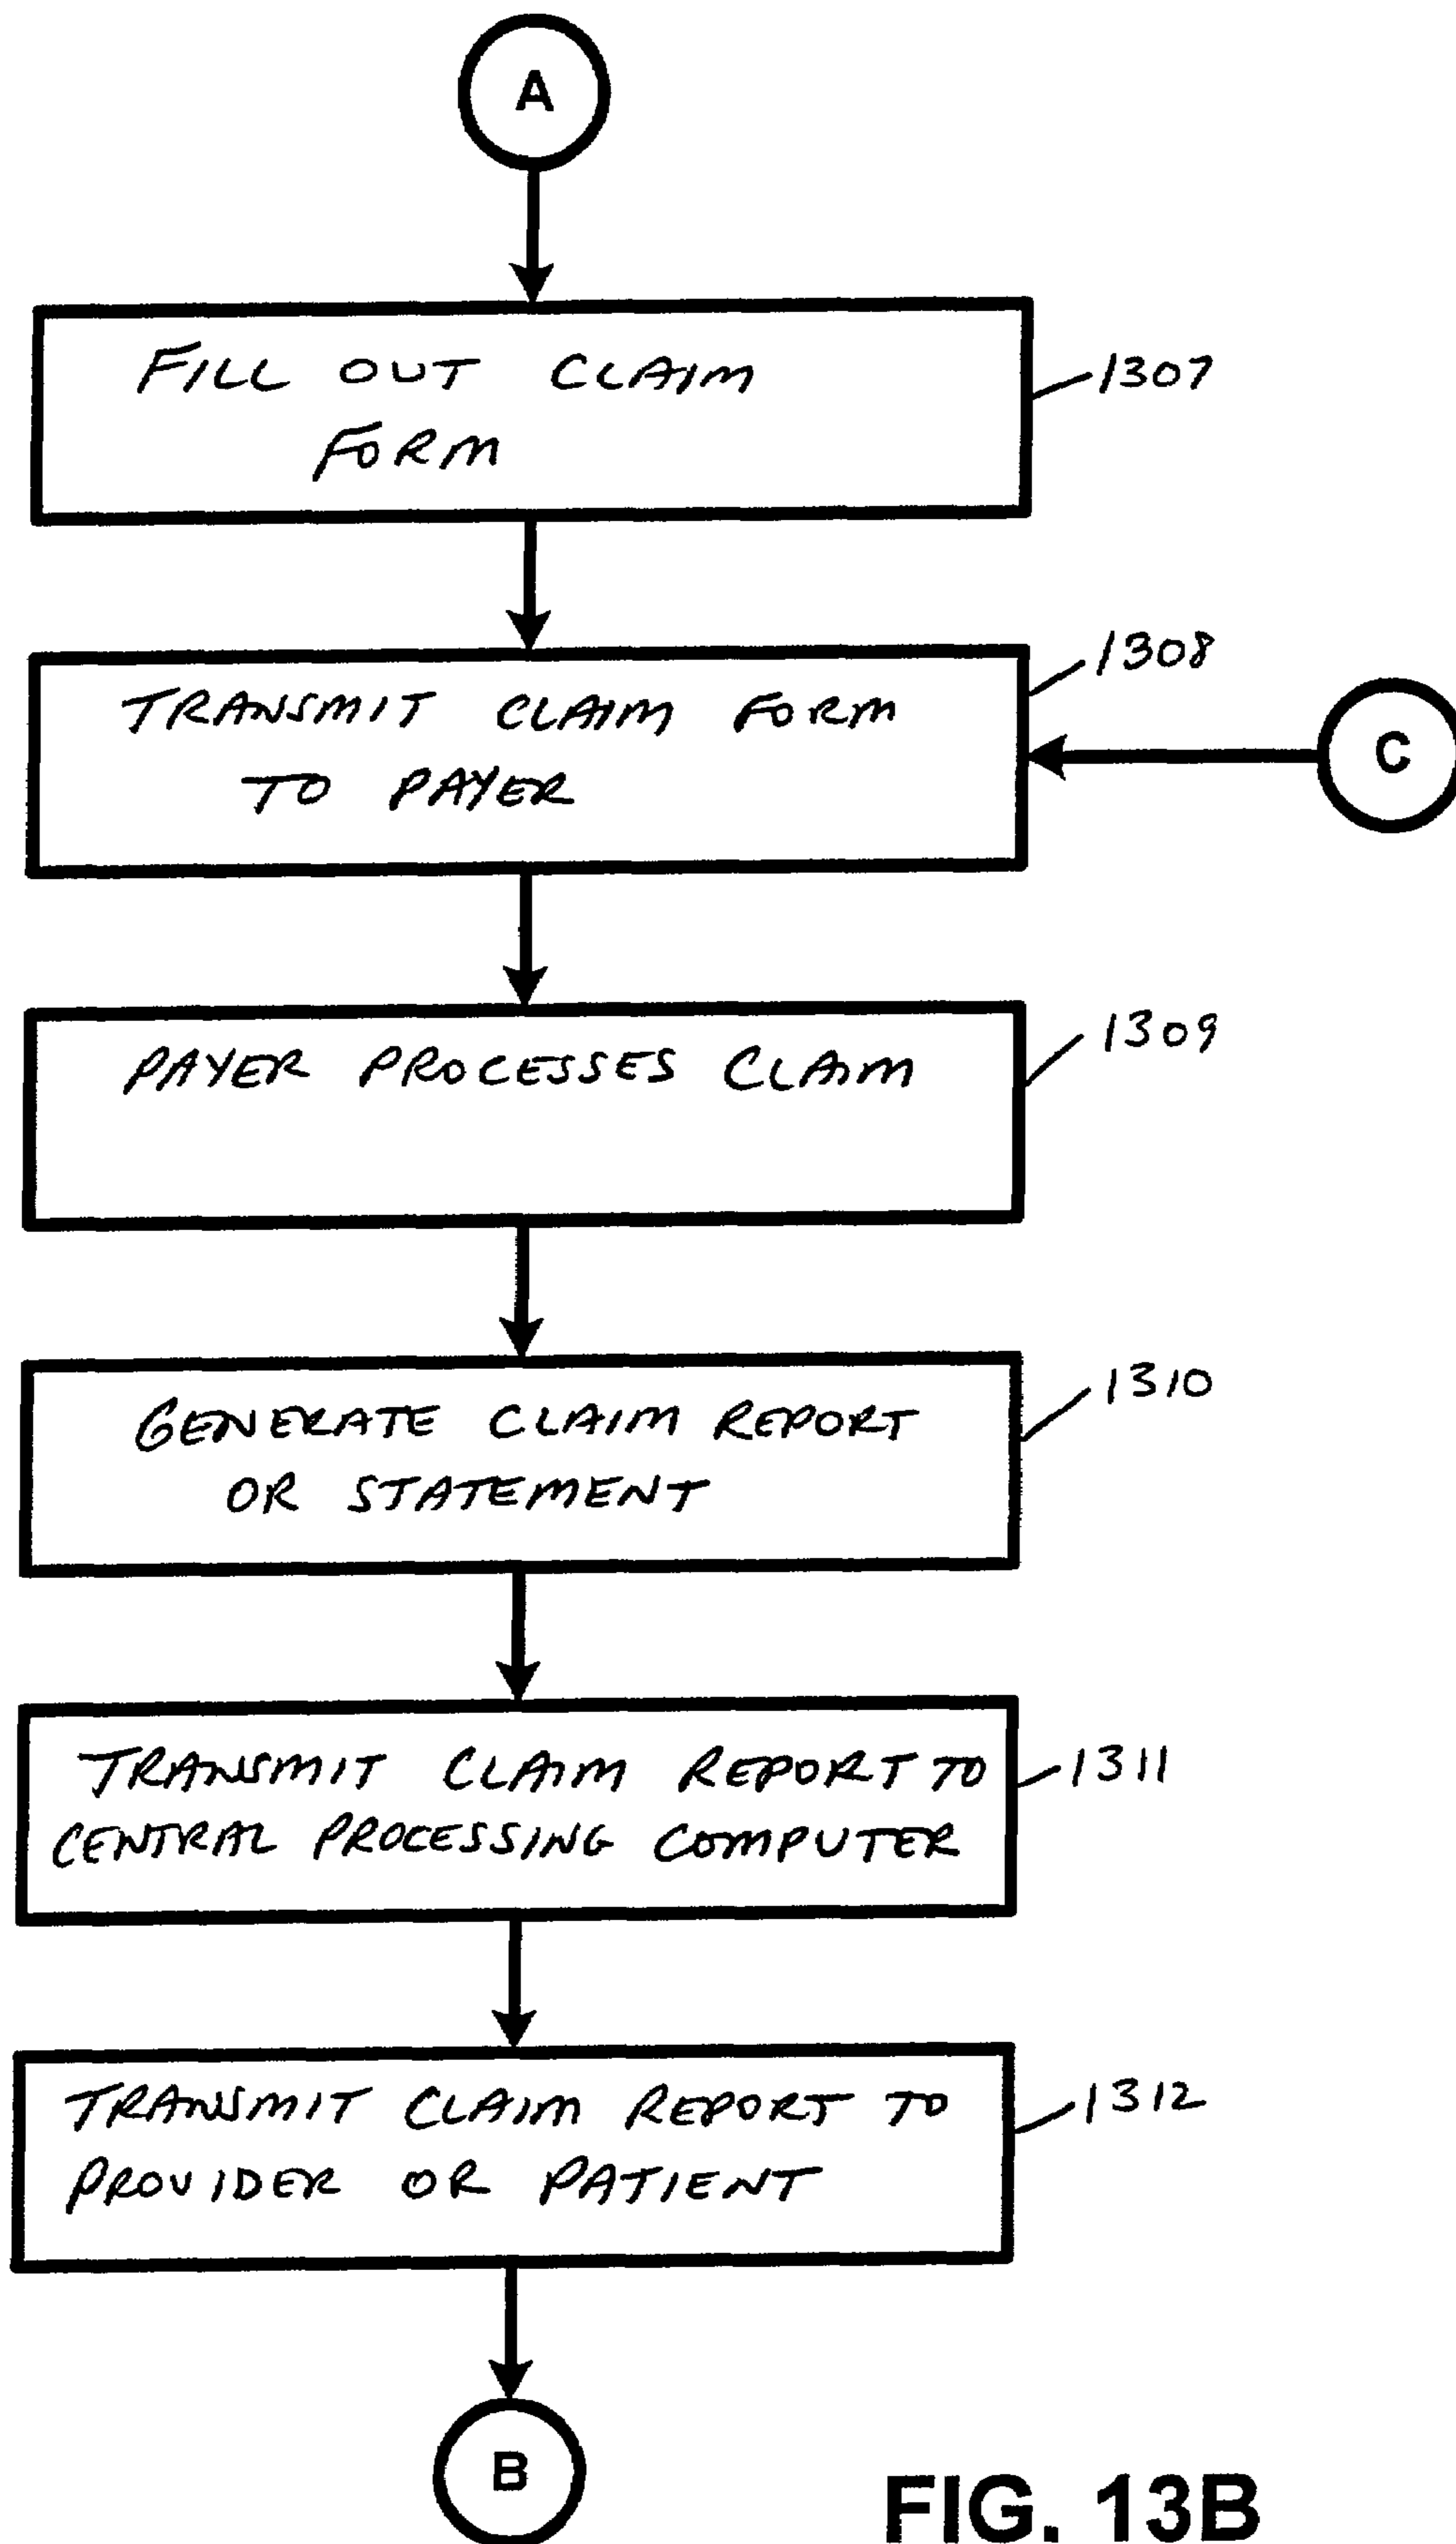 A
FILL OUT CLAIM
FORM
1307
TRANSMIT CLAIM FORM
TO PAYER
1308
C
PAYER PROCESSES CLAIM
1309
GENERATE CLAIM REPORT
OR STATEMENT
1310
TRANSMIT CLAIM REPORT TO
CENTRAL PROCESSING COMPUTER
1311
TRANSMIT CLAIM REPORT TO
PROVIDER OR PATIENT
1312
B
FIG. 13B